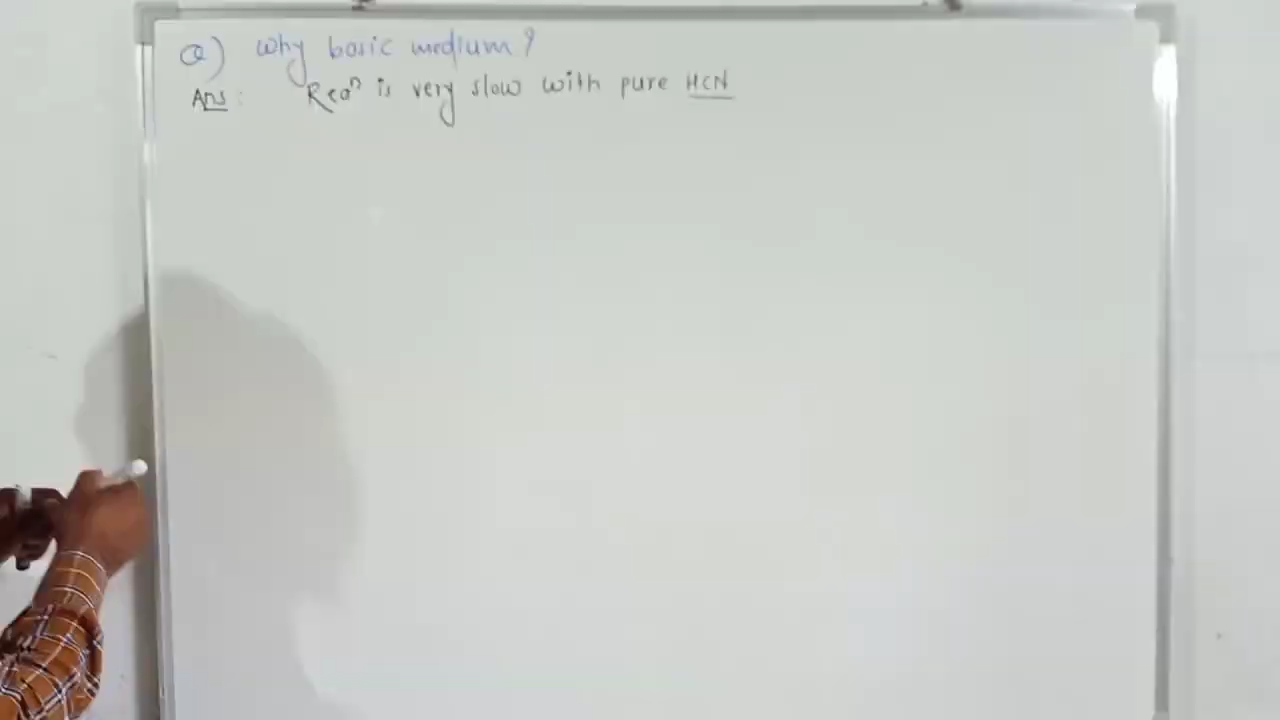 Q) Why basic medium?
Ans: Reaⁿ is very slow with pure HCN